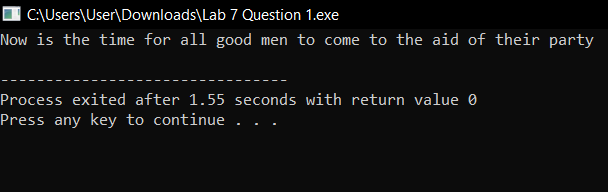 C:\Users\User\Downloads\Lab 7 Question 1.exe
Now is the time for all good men to come to the aid of their party
--------------------------------
Process exited after 1.55 seconds with return value 0
Press any key to continue . . .